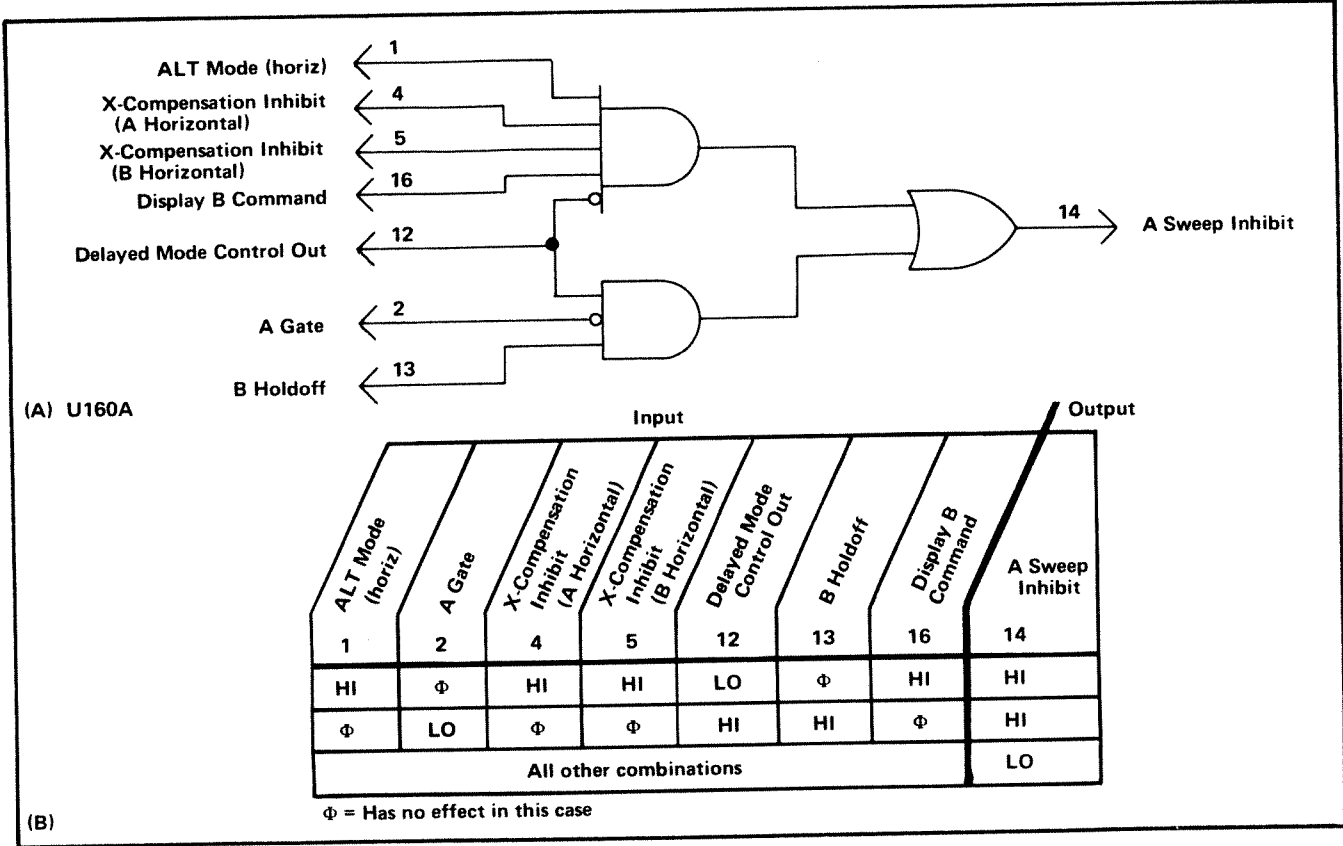 ALT Mode (horiz)
1
X-Compensation Inhibit
(A Horizontal)
4
X-Compensation Inhibit
(B Horizontal)
5
Display B Command
16
Delayed Mode Control Out
12
A Gate
2
B Holdoff
13
14
A Sweep Inhibit
(A) U160A
Input
Output
ALT Mode
(horiz)
A Gate
X-Compensation
Inhibit
(A Horizontal)
X-Compensation
Inhibit
(B Horizontal)
Delayed Mode
Control Out
B Holdoff
Display B
Command
A Sweep
Inhibit
1 2 4 5 12 13 16 14
HI Φ HI HI LO Φ HI HI
Φ LO Φ Φ HI HI Φ HI
All other combinations LO
Φ = Has no effect in this case
(B)